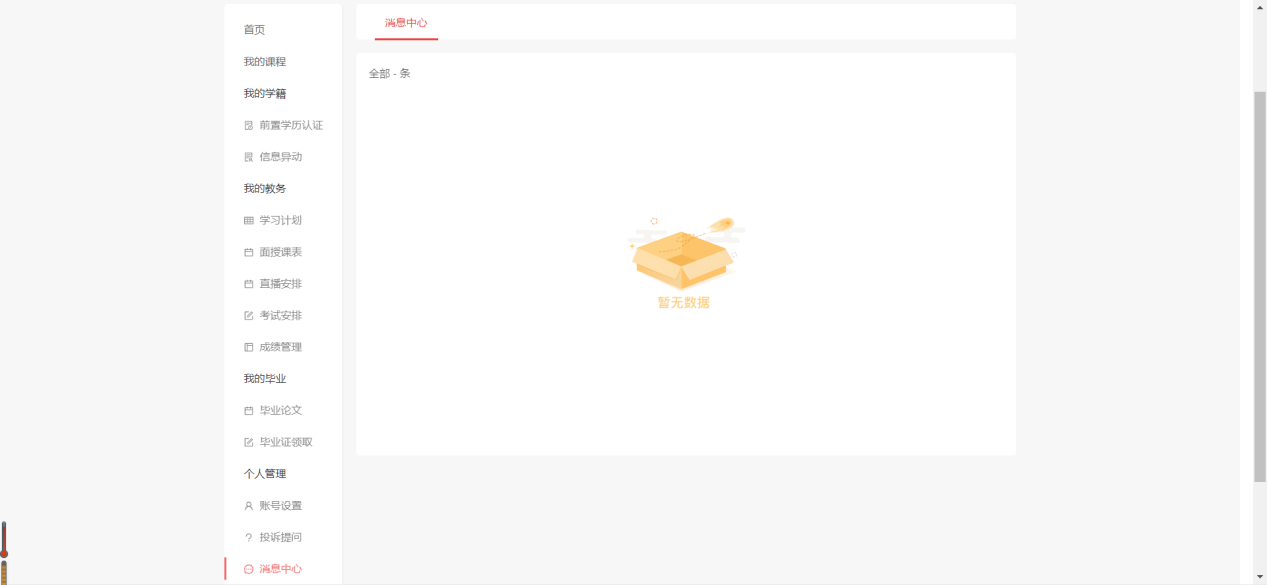 首页
我的课程
我的学籍
前置学历认证
信息异动
我的教务
学习计划
面授课表
直播安排
考试安排
成绩管理
我的毕业
毕业论文
毕业证领取
个人管理
账号设置
投诉提问
消息中心
消息中心
全部 - 条
暂无数据